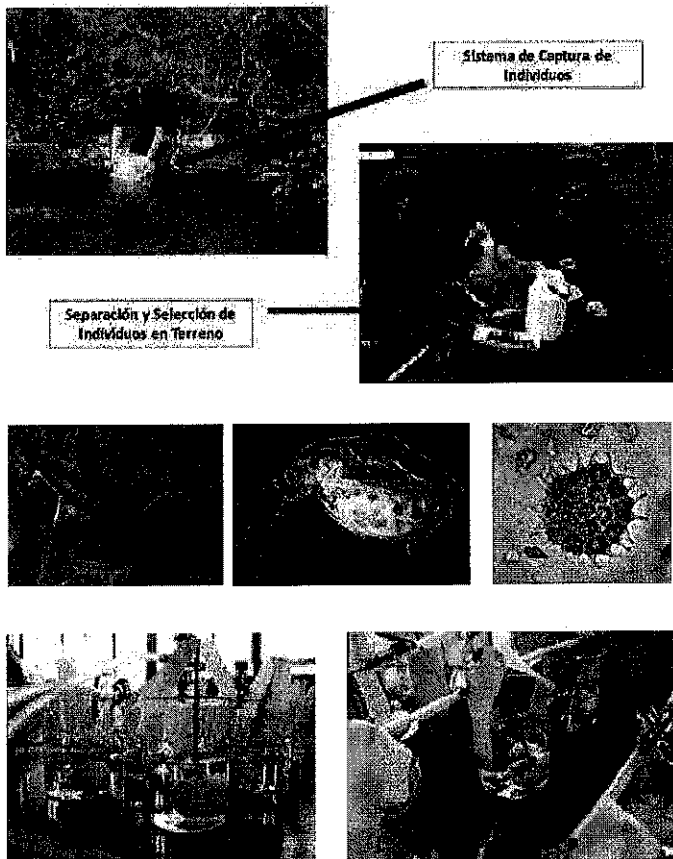 Sistema de Captura de
Individuos
Separación y Selección de
Individuos en Terreno